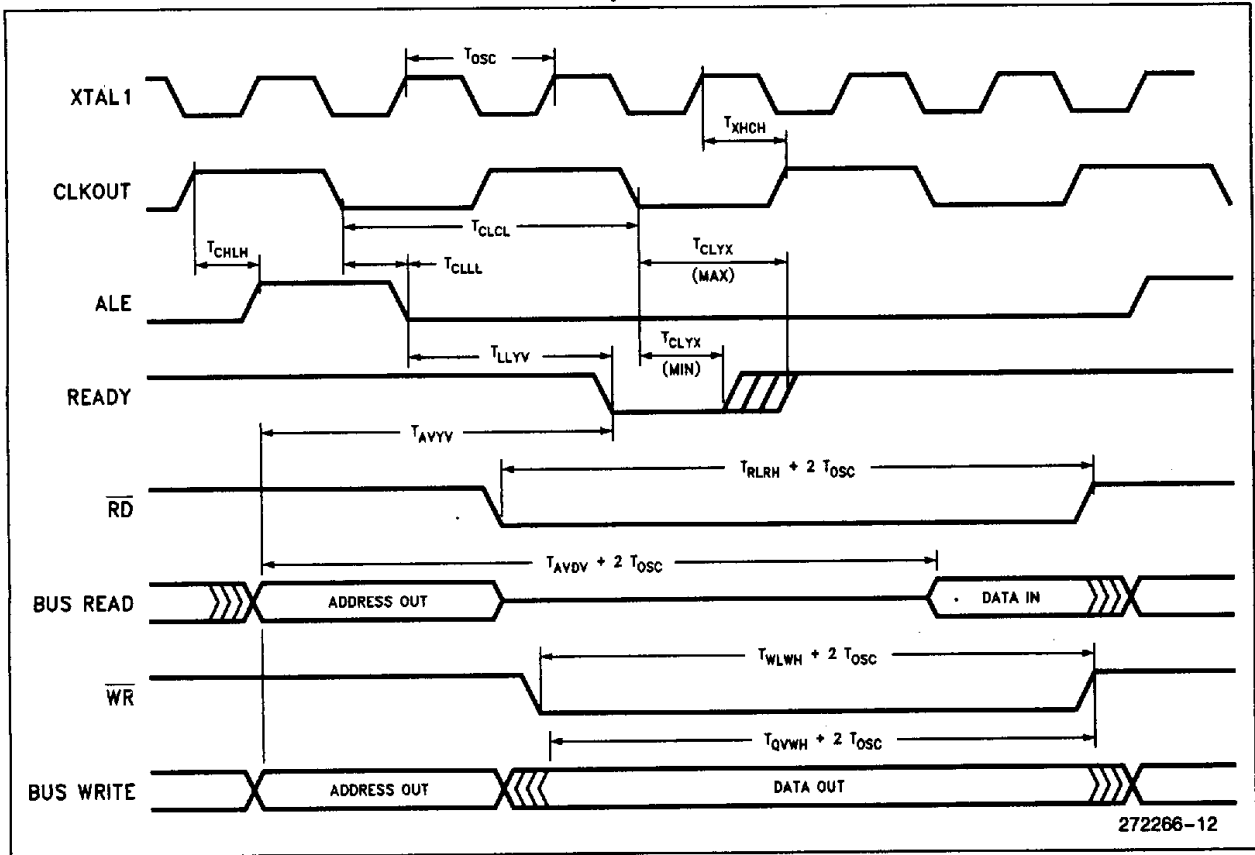 T_OSC
XTAL1
T_XHCH
CLKOUT
T_CLCL
T_CHLH
T_CLLL
T_CLYX
(MAX)
ALE
T_LLYV
T_CLYX
(MIN)
READY
T_AVYV
T_RLRH + 2 T_OSC
RD
T_AVDV + 2 T_OSC
BUS READ
ADDRESS OUT
DATA IN
T_WLWH + 2 T_OSC
WR
T_QVWH + 2 T_OSC
BUS WRITE
ADDRESS OUT
DATA OUT
272266-12